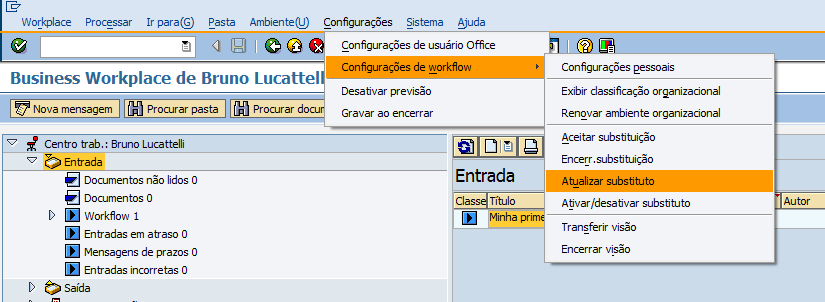 Workplace Processar Ir para(G) Pasta Ambiente(U) Configurações Sistema Ajuda
Configurações de usuário Office
Configurações de workflow
Desativar previsão
Gravar ao encerrar
Configurações pessoais
Exibir classificação organizacional
Renovar ambiente organizacional
Aceitar substituição
Encerr.substituição
Atualizar substituto
Ativar/desativar substituto
Transferir visão
Encerrar visão
Business Workplace de Bruno Lucattelli
Nova mensagem Procurar pasta Procurar docum
Centro trab.: Bruno Lucattelli
Entrada
Documentos não lidos 0
Documentos 0
Workflow 1
Entradas em atraso 0
Mensagens de prazos 0
Entradas incorretas 0
Saída
Entrada
Classe Título Autor
Minha prime